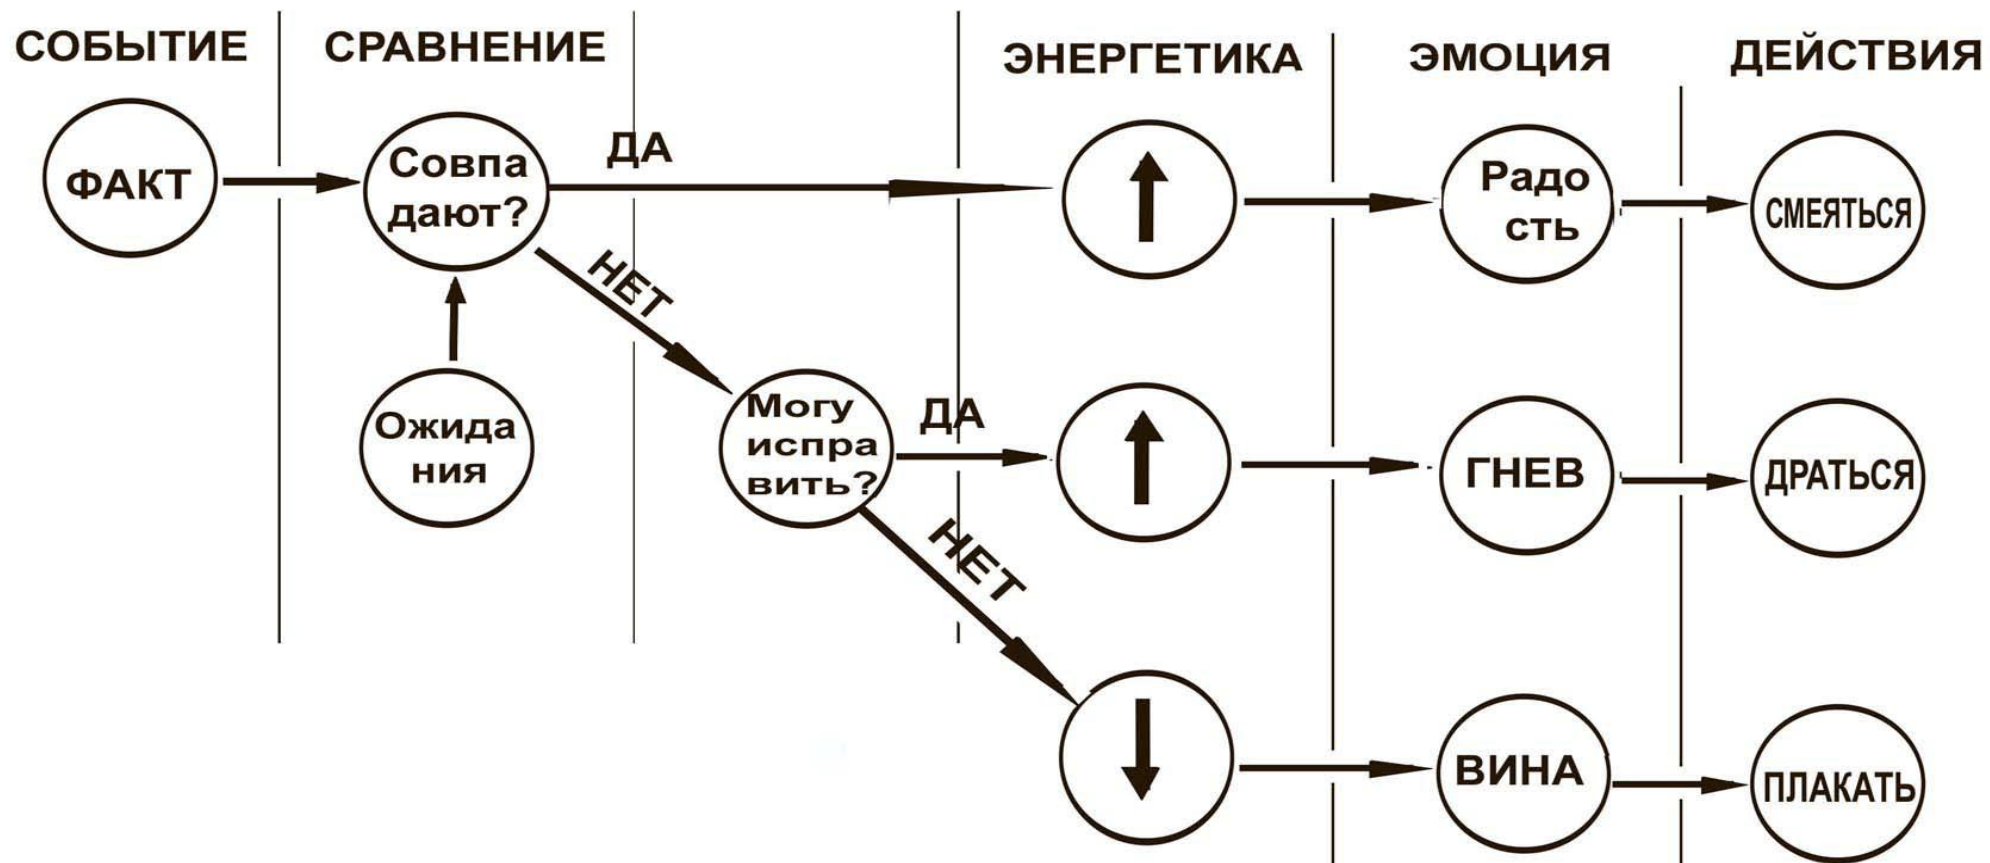 СОБЫТИЕ
СРАВНЕНИЕ
ЭНЕРГЕТИКА
ЭМОЦИЯ
ДЕЙСТВИЯ
ФАКТ
Совпа
дают?
ДА
Радо
сть
СМЕЯТЬСЯ
НЕТ
Ожида
ния
Могу
испра
вить?
ДА
ГНЕВ
ДРАТЬСЯ
НЕТ
ВИНА
ПЛАКАТЬ